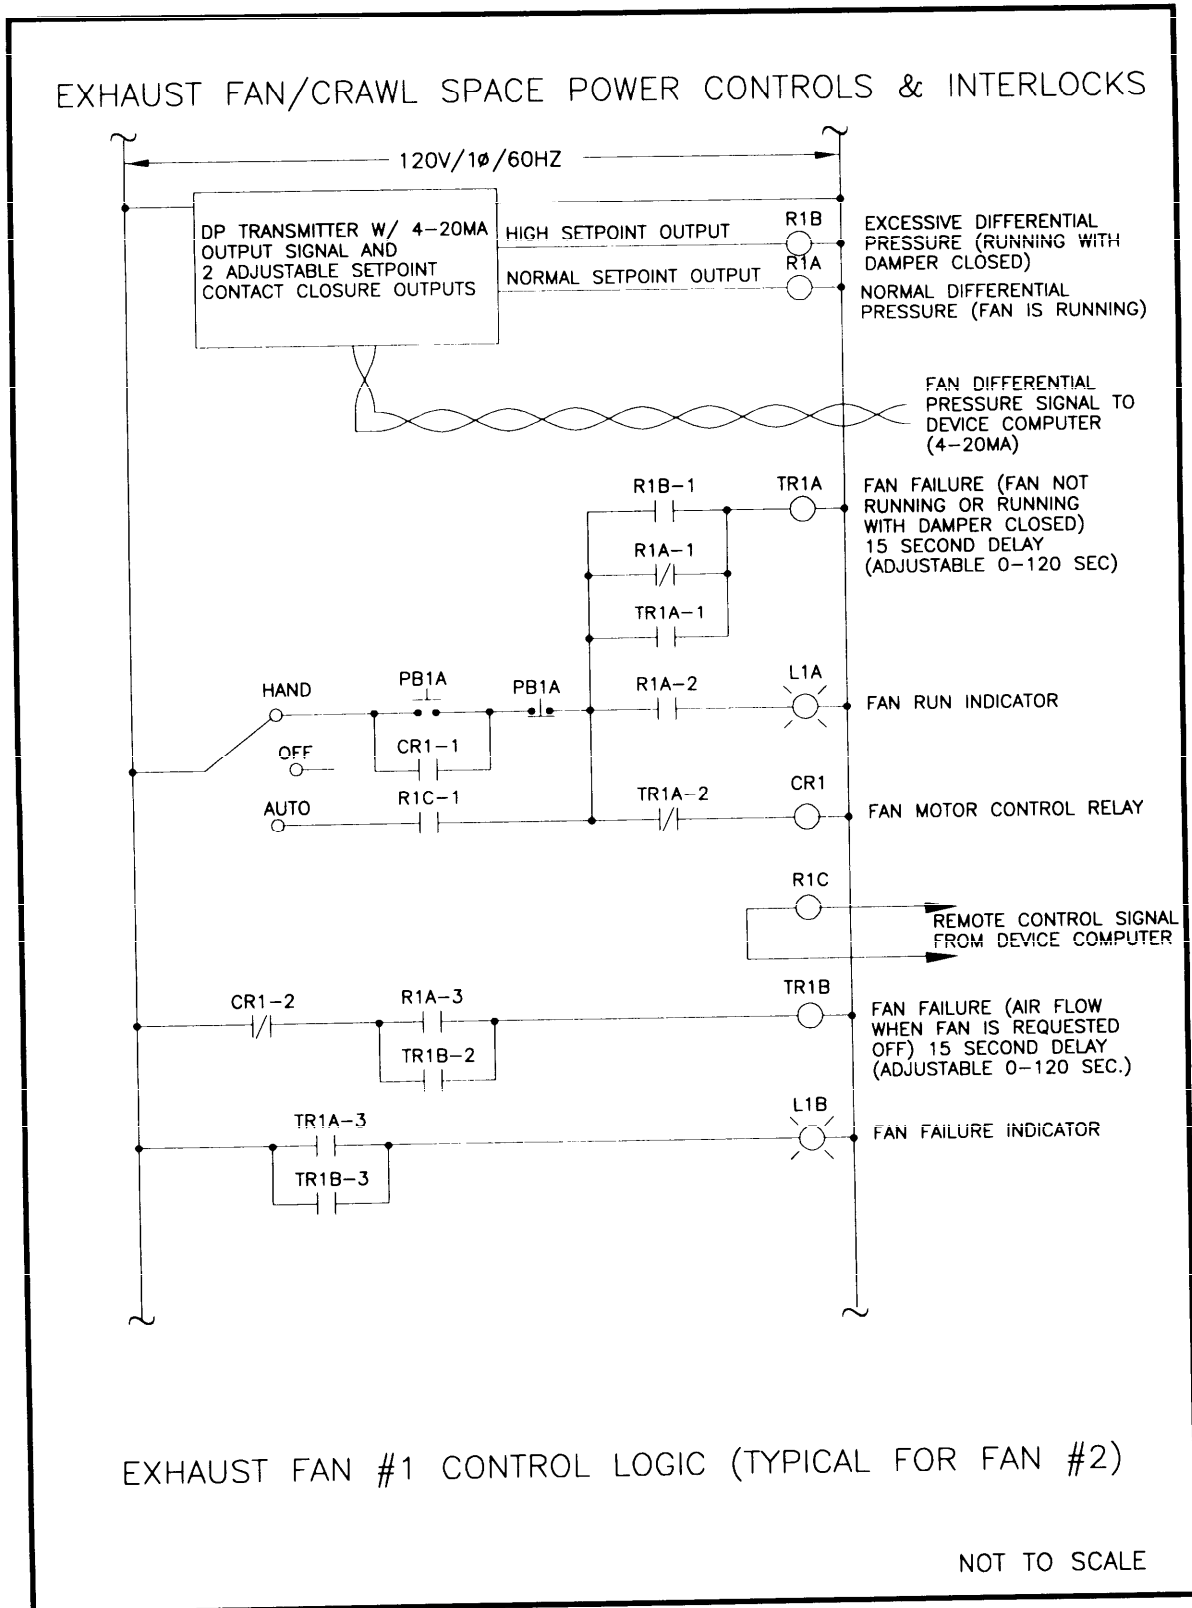 EXHAUST FAN/CRAWL SPACE POWER CONTROLS & INTERLOCKS
120V/1ø/60HZ
DP TRANSMITTER W/ 4-20MA
OUTPUT SIGNAL AND
2 ADJUSTABLE SETPOINT
CONTACT CLOSURE OUTPUTS
HIGH SETPOINT OUTPUT
R1B
EXCESSIVE DIFFERENTIAL
PRESSURE (RUNNING WITH
DAMPER CLOSED)
NORMAL SETPOINT OUTPUT
R1A
NORMAL DIFFERENTIAL
PRESSURE (FAN IS RUNNING)
FAN DIFFERENTIAL
PRESSURE SIGNAL TO
DEVICE COMPUTER
(4-20MA)
R1B-1
TR1A
FAN FAILURE (FAN NOT
RUNNING OR RUNNING
WITH DAMPER CLOSED)
15 SECOND DELAY
(ADJUSTABLE 0-120 SEC)
R1A-1
TR1A-1
HAND
PB1A
PB1A
R1A-2
L1A
FAN RUN INDICATOR
OFF
CR1-1
AUTO
R1C-1
TR1A-2
CR1
FAN MOTOR CONTROL RELAY
R1C
REMOTE CONTROL SIGNAL
FROM DEVICE COMPUTER
CR1-2
R1A-3
TR1B
FAN FAILURE (AIR FLOW
WHEN FAN IS REQUESTED
OFF) 15 SECOND DELAY
(ADJUSTABLE 0-120 SEC.)
TR1B-2
TR1A-3
L1B
FAN FAILURE INDICATOR
TR1B-3
EXHAUST FAN #1 CONTROL LOGIC (TYPICAL FOR FAN #2)
NOT TO SCALE